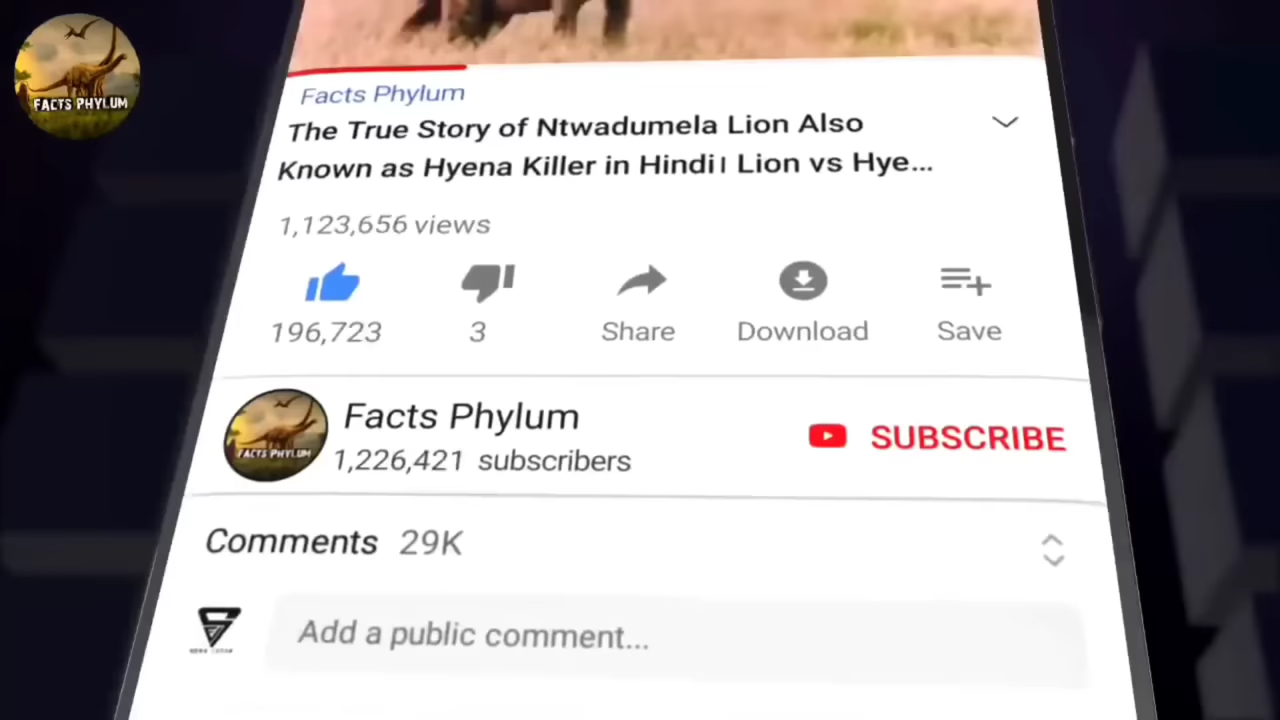 FACTS PHYLUM
Facts Phylum
The True Story of Ntwadumela Lion Also
Known as Hyena Killer in Hindi। Lion vs Hye...
1,123,656 views
196,723
3
Share
Download
Save
FACTS PHYLUM
Facts Phylum
1,226,421 subscribers
SUBSCRIBE
Comments 29K
Add a public comment...